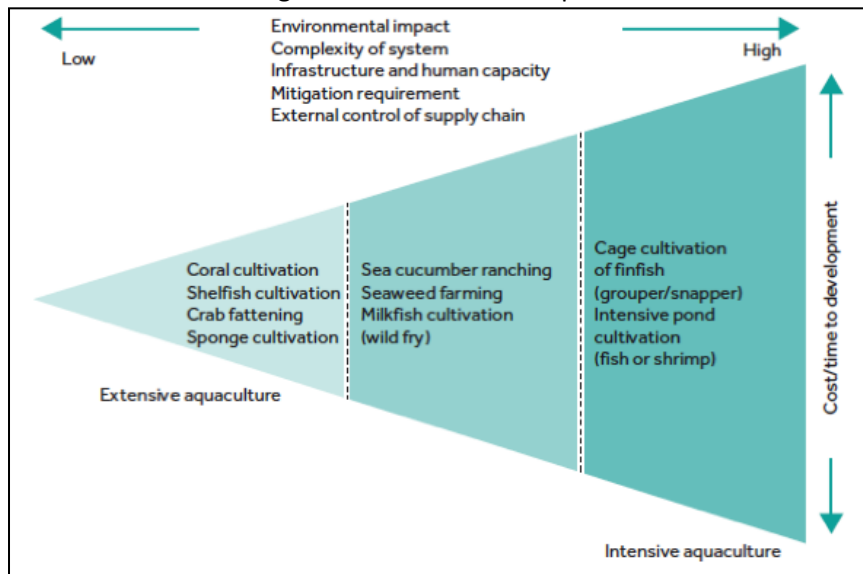 Environmental impact
Complexity of system
Infrastructure and human capacity
Mitigation requirement
External control of supply chain
Low
High
Coral cultivation
Shelfish cultivation
Crab fattening
Sponge cultivation
Sea cucumber ranching
Seaweed farming
Milkfish cultivation
(wild fry)
Cage cultivation
of finfish
(grouper/snapper)
Intensive pond
cultivation
(fish or shrimp)
Cost/time to development
Extensive aquaculture
Intensive aquaculture